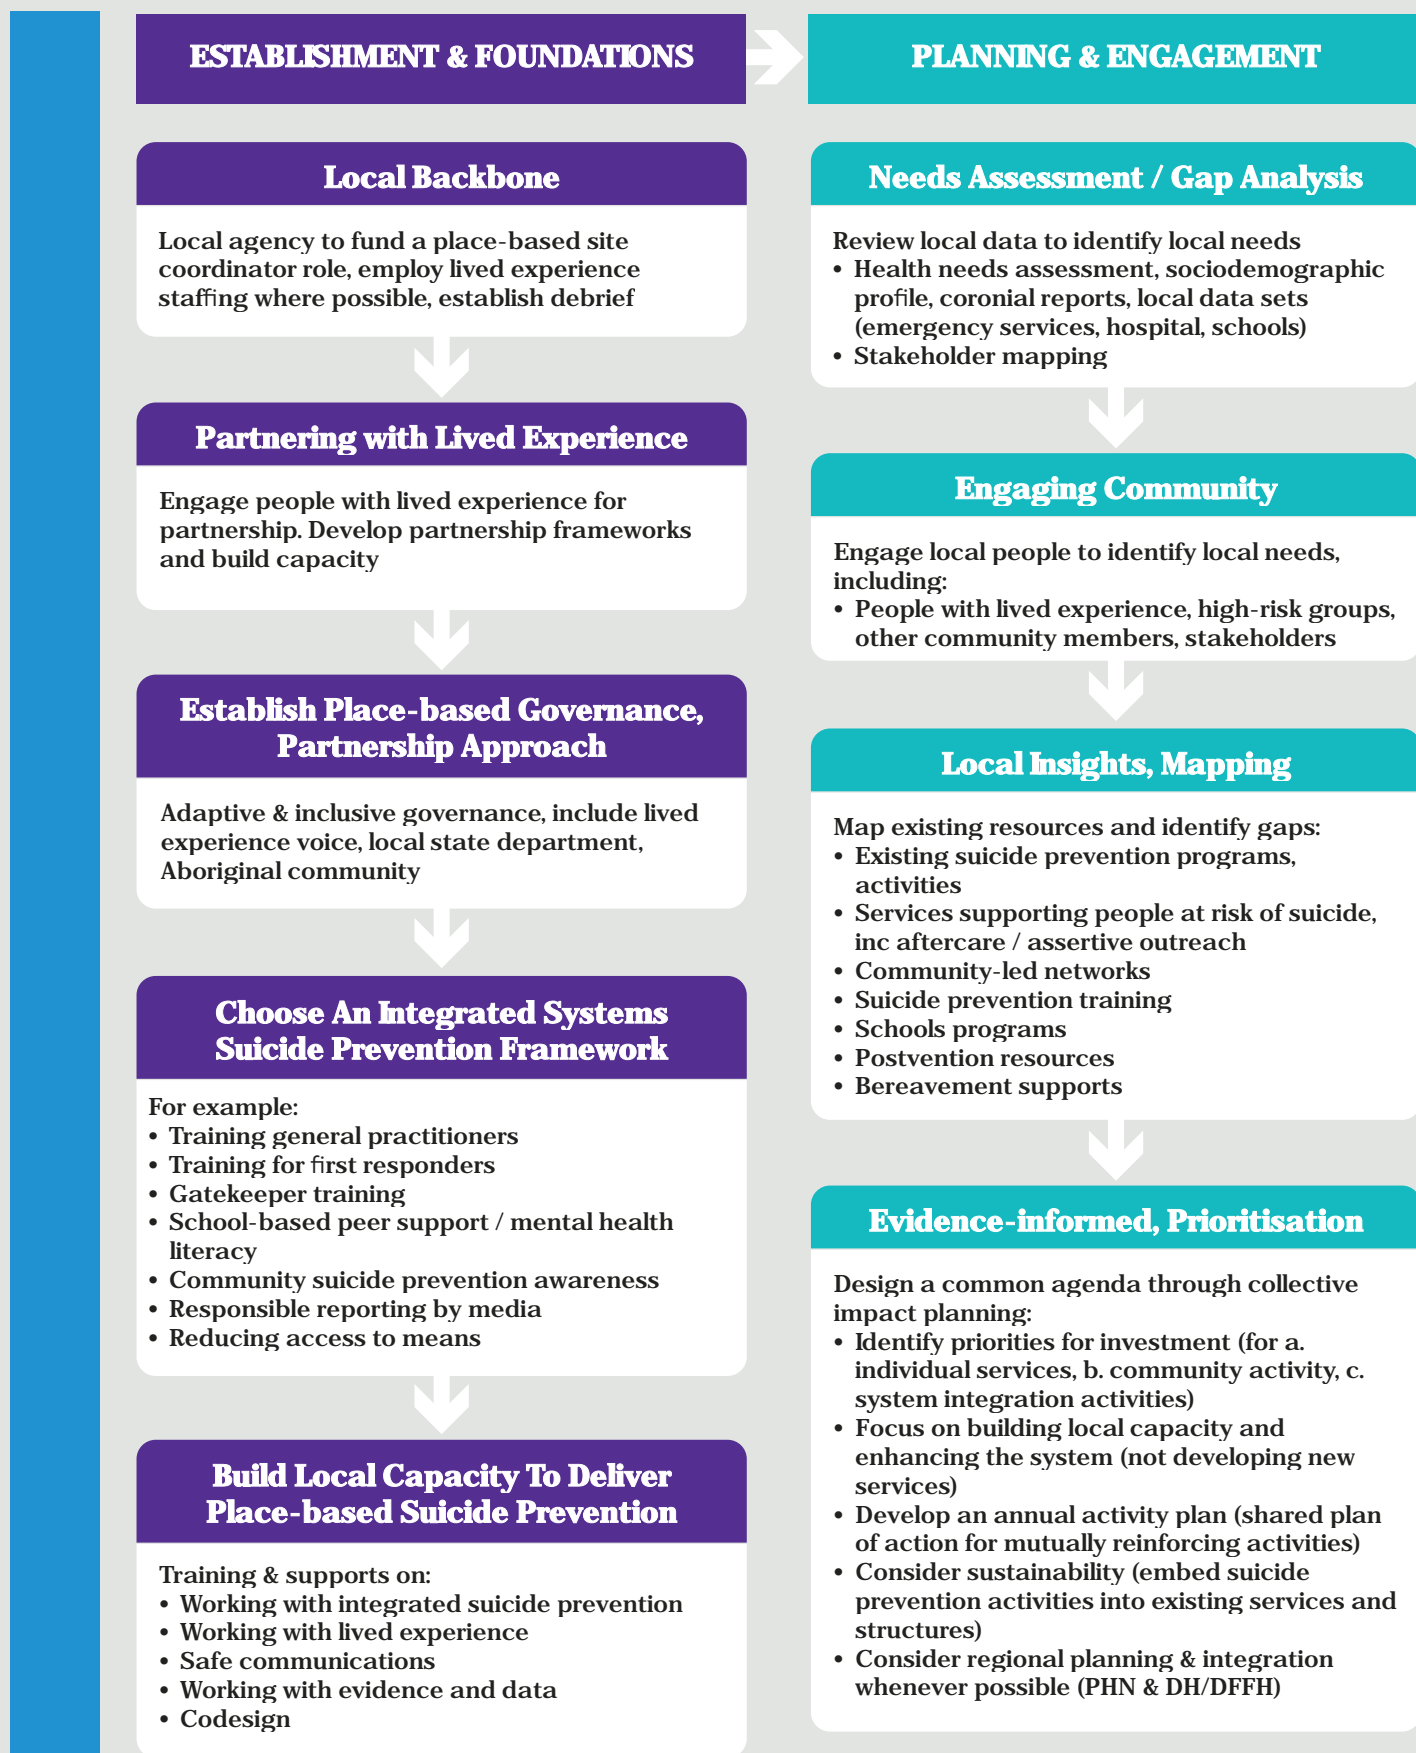 ESTABLISHMENT & FOUNDATIONS
Local Backbone
Local agency to fund a place-based site
coordinator role, employ lived experience
staffing where possible, establish debrief
Partnering with Lived Experience
Engage people with lived experience for
partnership. Develop partnership frameworks
and build capacity
Establish Place-based Governance,
Partnership Approach
Adaptive & inclusive governance, include lived
experience voice, local state department,
Aboriginal community
Choose An Integrated Systems
Suicide Prevention Framework
For example:
• Training general practitioners
• Training for first responders
• Gatekeeper training
• School-based peer support / mental health
literacy
• Community suicide prevention awareness
• Responsible reporting by media
• Reducing access to means
Build Local Capacity To Deliver
Place-based Suicide Prevention
Training & supports on:
• Working with integrated suicide prevention
• Working with lived experience
• Safe communications
• Working with evidence and data
• Codesign
PLANNING & ENGAGEMENT
Needs Assessment / Gap Analysis
Review local data to identify local needs
• Health needs assessment, sociodemographic
profile, coronial reports, local data sets
(emergency services, hospital, schools)
• Stakeholder mapping
Engaging Community
Engage local people to identify local needs,
including:
• People with lived experience, high-risk groups,
other community members, stakeholders
Local Insights, Mapping
Map existing resources and identify gaps:
• Existing suicide prevention programs,
activities
• Services supporting people at risk of suicide,
inc aftercare / assertive outreach
• Community-led networks
• Suicide prevention training
• Schools programs
• Postvention resources
• Bereavement supports
Evidence-informed, Prioritisation
Design a common agenda through collective
impact planning:
• Identify priorities for investment (for a.
individual services, b. community activity, c.
system integration activities)
• Focus on building local capacity and
enhancing the system (not developing new
services)
• Develop an annual activity plan (shared plan
of action for mutually reinforcing activities)
• Consider sustainability (embed suicide
prevention activities into existing services and
structures)
• Consider regional planning & integration
whenever possible (PHN & DH/DFFH)